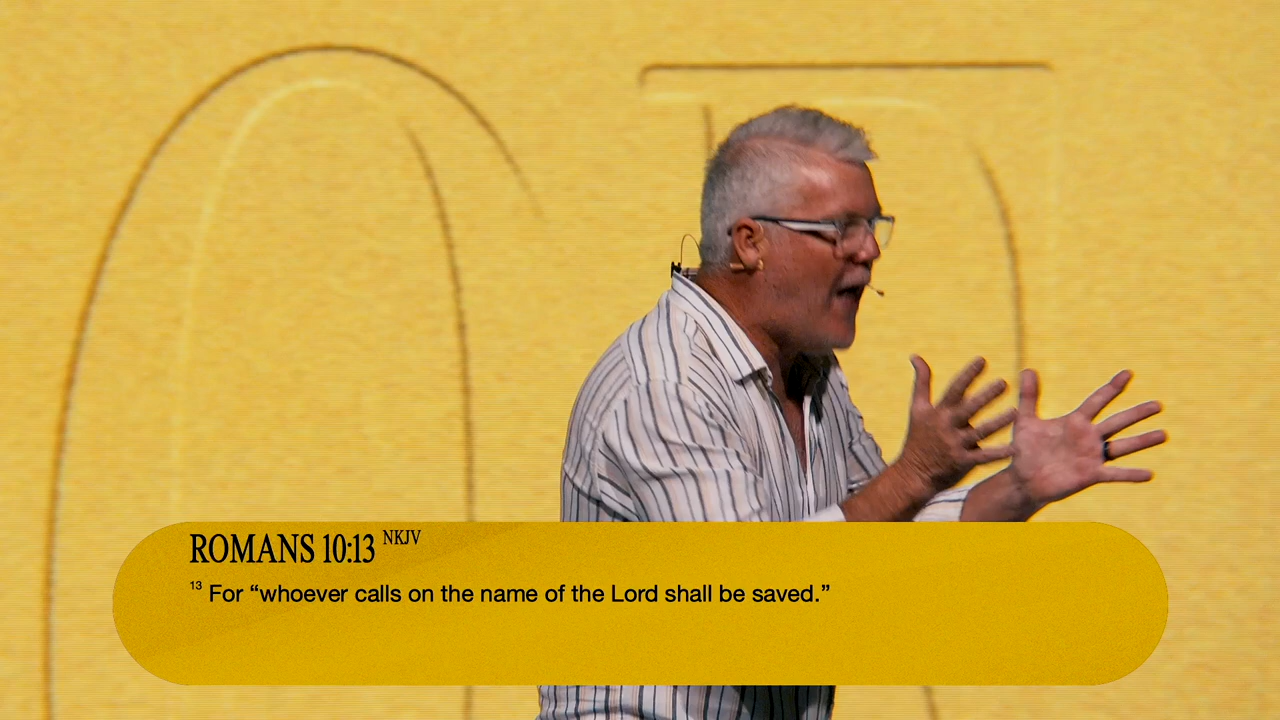 ROMANS 10:13 NKJV
13 For “whoever calls on the name of the Lord shall be saved.”